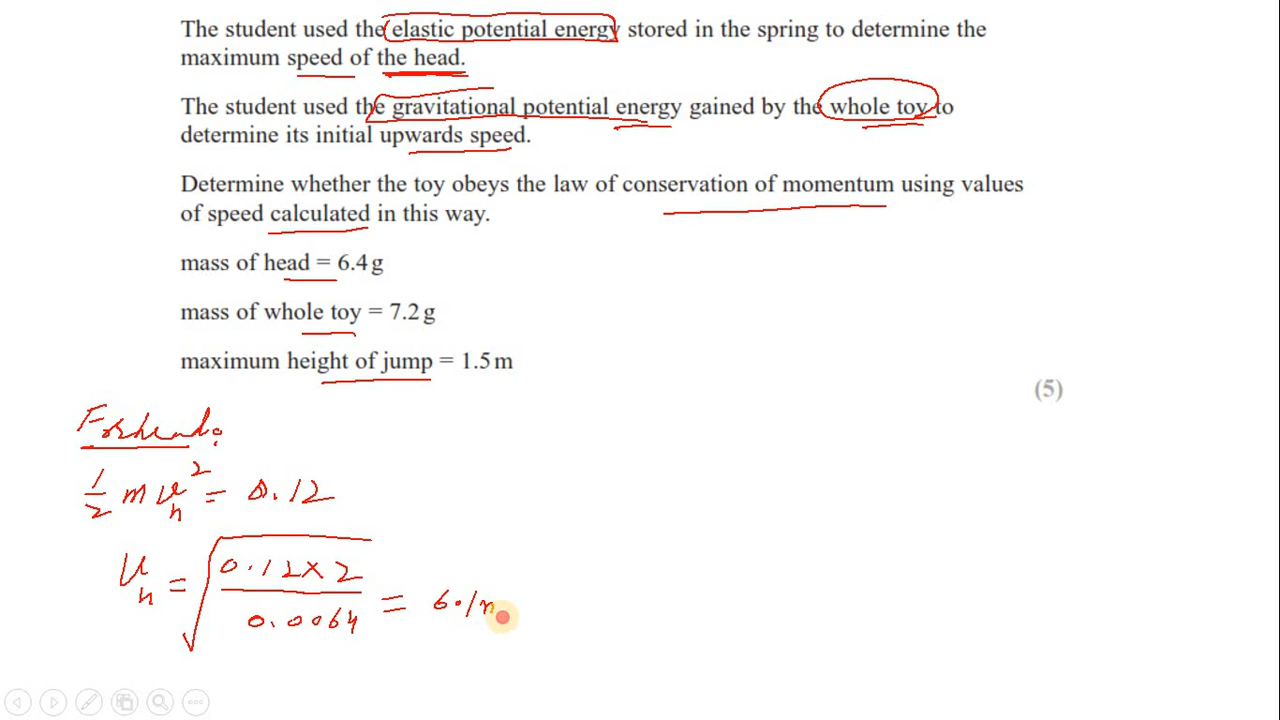 The student used the elastic potential energy stored in the spring to determine the
maximum speed of the head.
The student used the gravitational potential energy gained by the whole toy to
determine its initial upwards speed.
Determine whether the toy obeys the law of conservation of momentum using values
of speed calculated in this way.
mass of head = 6.4 g
mass of whole toy = 7.2 g
maximum height of jump = 1.5 m
(5)
For head:
½ m v_h² = 0.12
v_h = √(0.12 × 2 / 0.0064) = 6.1 m